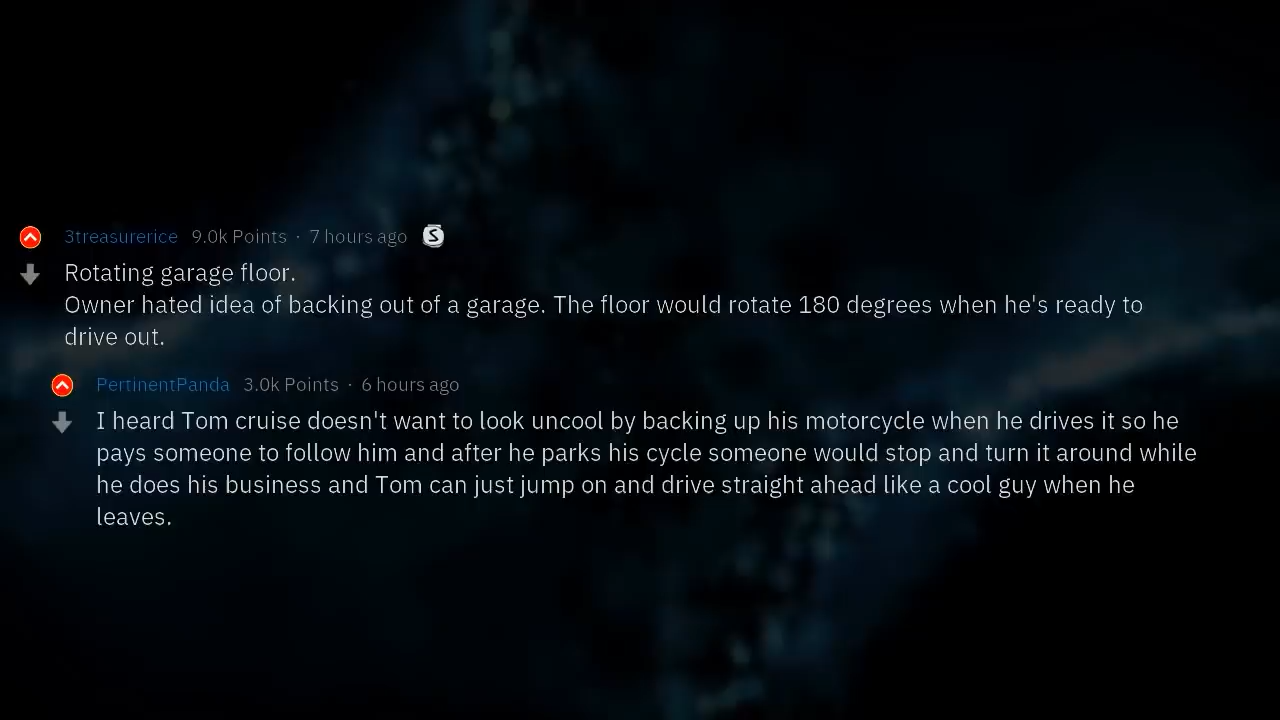 3treasurerice 9.0k Points · 7 hours ago S
Rotating garage floor.
Owner hated idea of backing out of a garage. The floor would rotate 180 degrees when he's ready to
drive out.
PertinentPanda 3.0k Points · 6 hours ago
I heard Tom cruise doesn't want to look uncool by backing up his motorcycle when he drives it so he
pays someone to follow him and after he parks his cycle someone would stop and turn it around while
he does his business and Tom can just jump on and drive straight ahead like a cool guy when he
leaves.